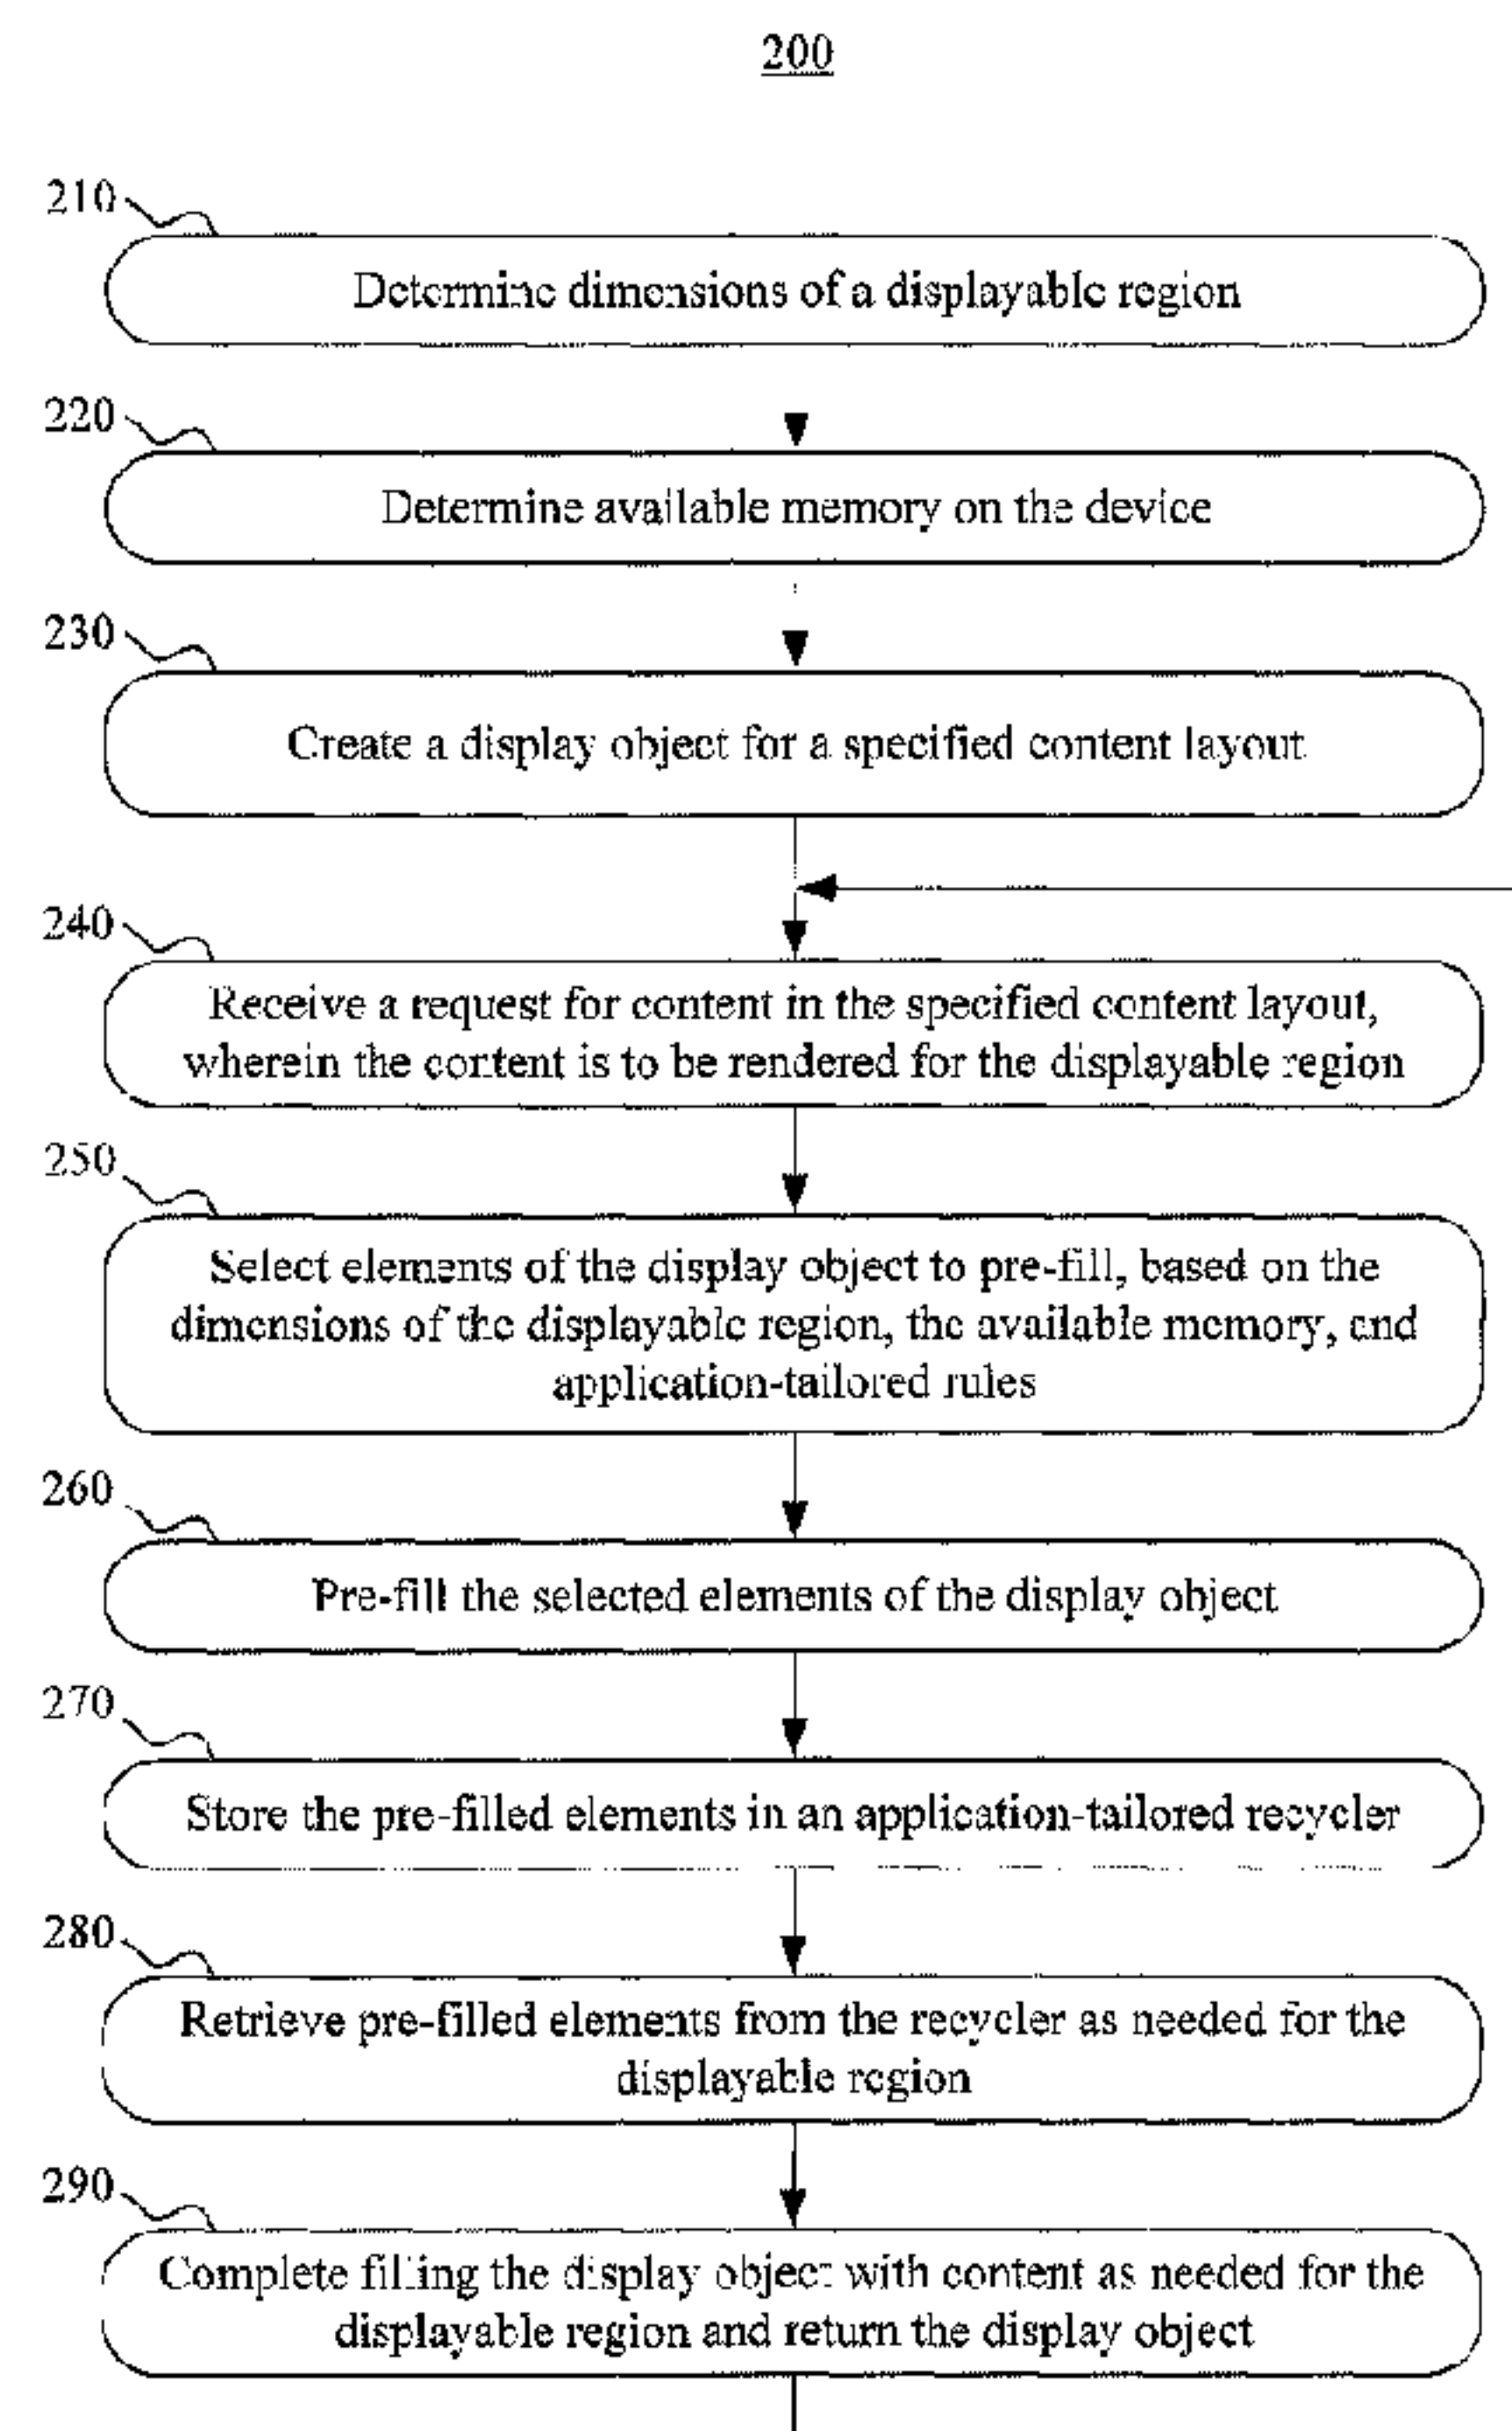 200
210
Determine dimensions of a displayable region
220
Determine available memory on the device
230
Create a display object for a specified content layout
240
Receive a request for content in the specified content layout,
wherein the content is to be rendered for the displayable region
250
Select elements of the display object to pre-fill, based on the
dimensions of the displayable region, the available memory, and
application-tailored rules
260
Pre-fill the selected elements of the display object
270
Store the pre-filled elements in an application-tailored recycler
280
Retrieve pre-filled elements from the recycler as needed for the
displayable region
290
Complete filling the display object with content as needed for the
displayable region and return the display object